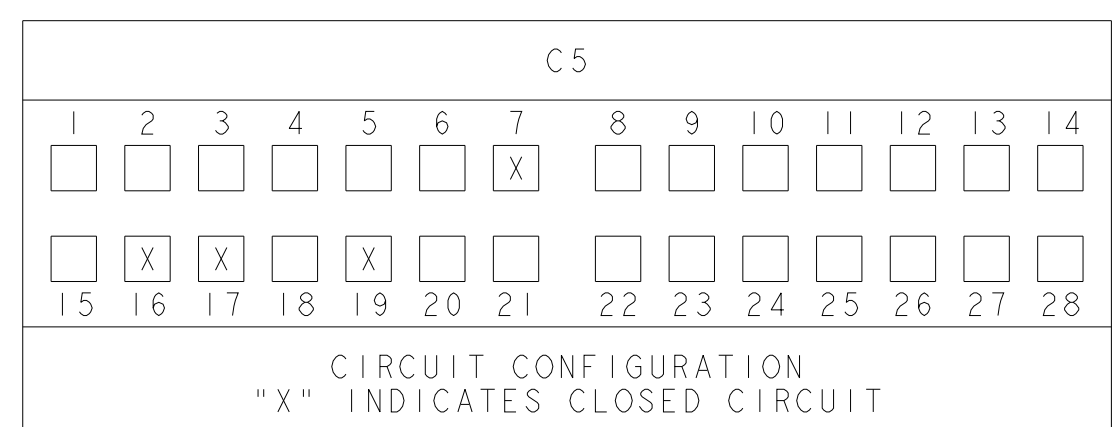 C5
1 2 3 4 5 6 7 8 9 10 11 12 13 14
X
X X X
15 16 17 18 19 20 21 22 23 24 25 26 27 28
CIRCUIT CONFIGURATION
"X" INDICATES CLOSED CIRCUIT